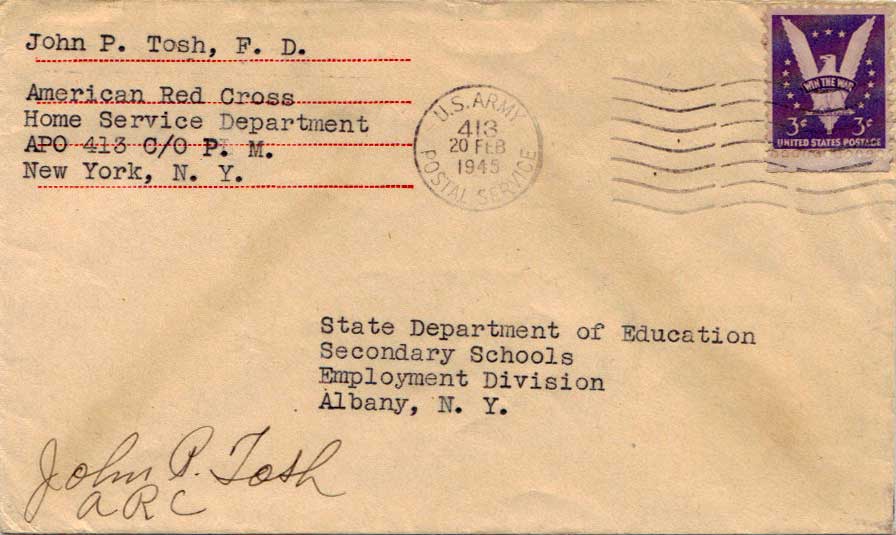 John P. Tosh, F. D.
American Red Cross
Home Service Department
APO 413 C/O P. M.
New York, N. Y.
U.S. ARMY
413
20 FEB
1945
POSTAL SERVICE
WIN THE WAR
3¢ 3¢
UNITED STATES POSTAGE
State Department of Education
Secondary Schools
Employment Division
Albany, N. Y.
John P. Tosh
ARC